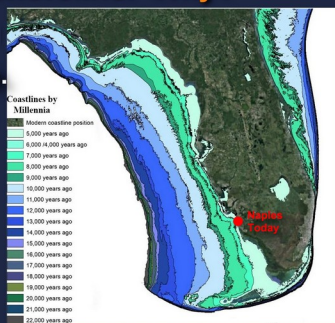 Coastlines by
Millennia
Modern coastline position
5,000 years ago
6,000 /4,000 years ago
7,000 years ago
8,000 years ago
9,000 years ago
10,000 years ago
11,000 years ago
12,000 years ago
13,000 years ago
14,000 years ago
15,000 years ago
16,000 years ago
17,000 years ago
18,000 years ago
19,000 years ago
20,000 years ago
21,000 years ago
22,000 years ago
Naples
Today